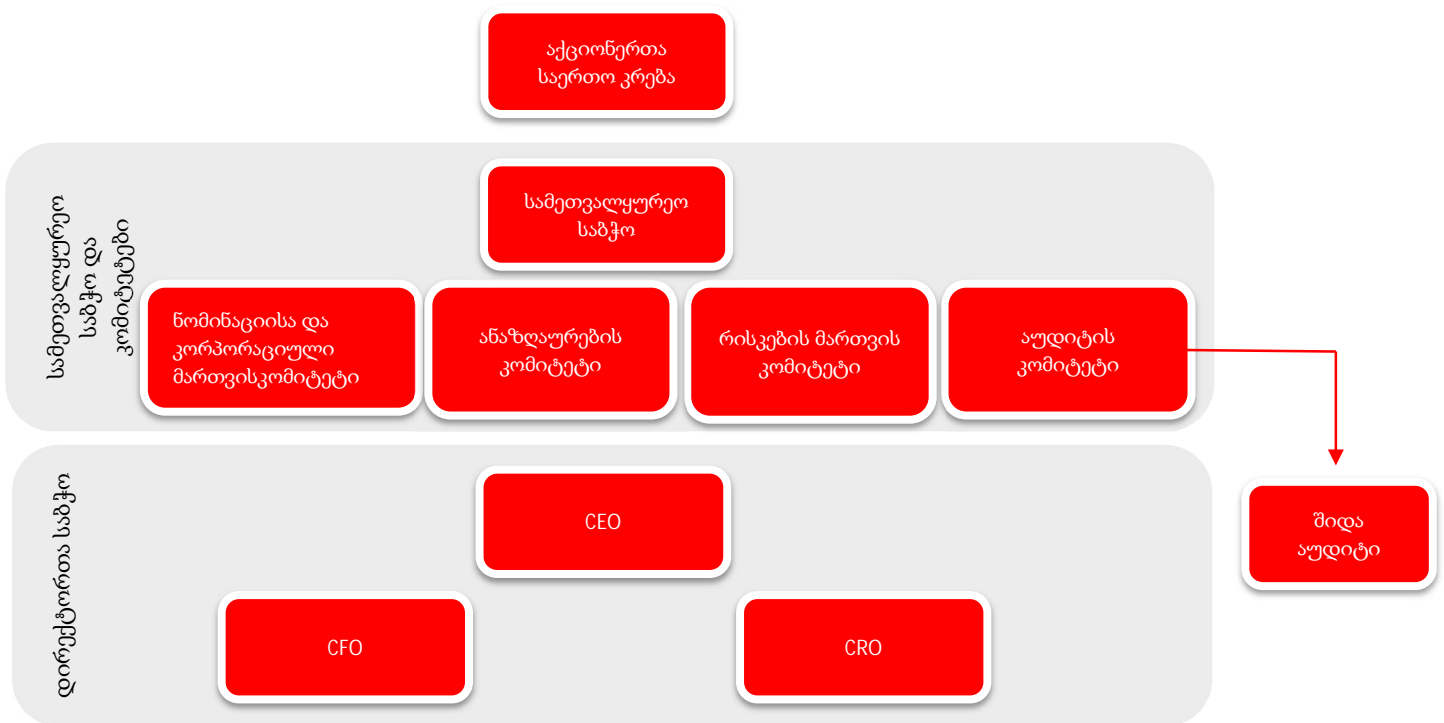 აქციონერთა
საერთო კრება
სამეთვალყურეო
საბჭო და
კომიტეტები
სამეთვალყურეო
საბჭო
ნომინაციისა და
კორპორაციული
მართვისკომიტეტი
ანაზღაურების
კომიტეტი
რისკების მართვის
კომიტეტი
აუდიტის
კომიტეტი
დირექტორთა საბჭო
CEO
შიდა
აუდიტი
CFO
CRO